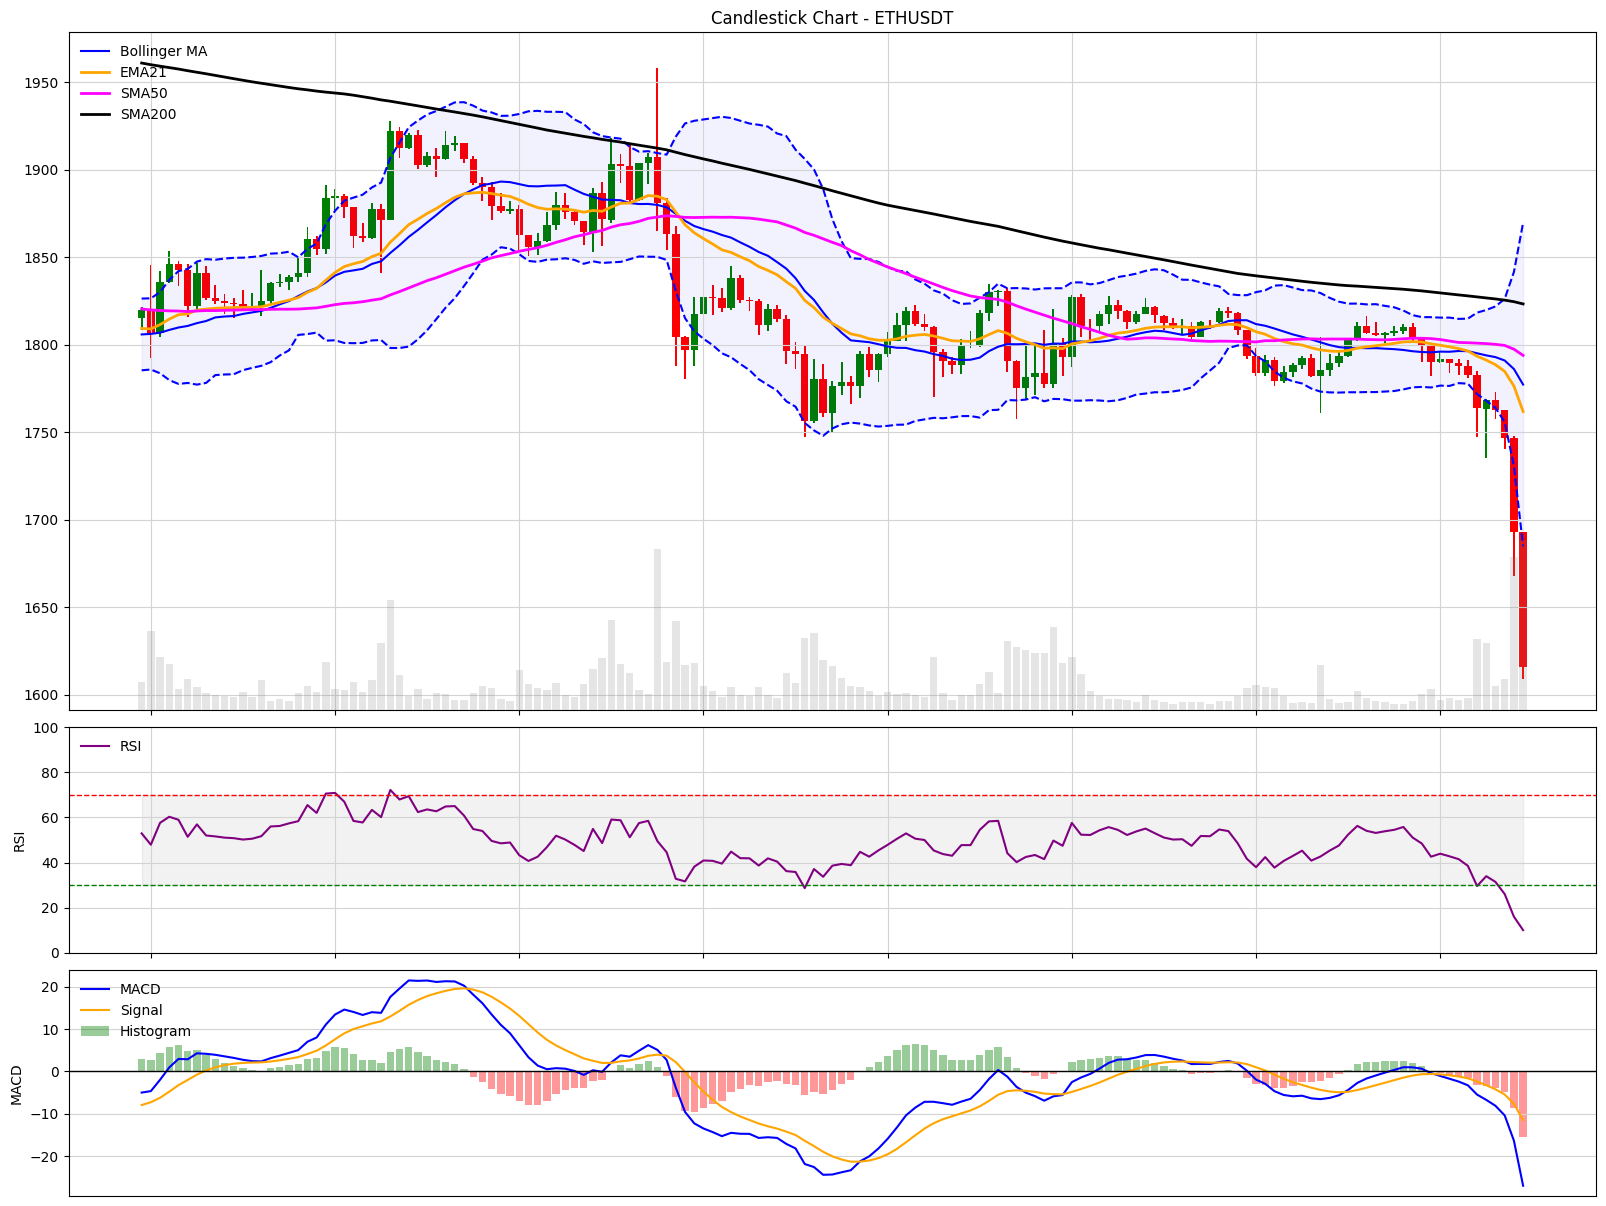 Candlestick Chart - ETHUSDT
Bollinger MA
EMA21
SMA50
SMA200
1950
1900
1850
1800
1750
1700
1650
1600
RSI
100
80
60
40
20
0
RSI
MACD
Signal
Histogram
20
10
0
−10
−20
MACD